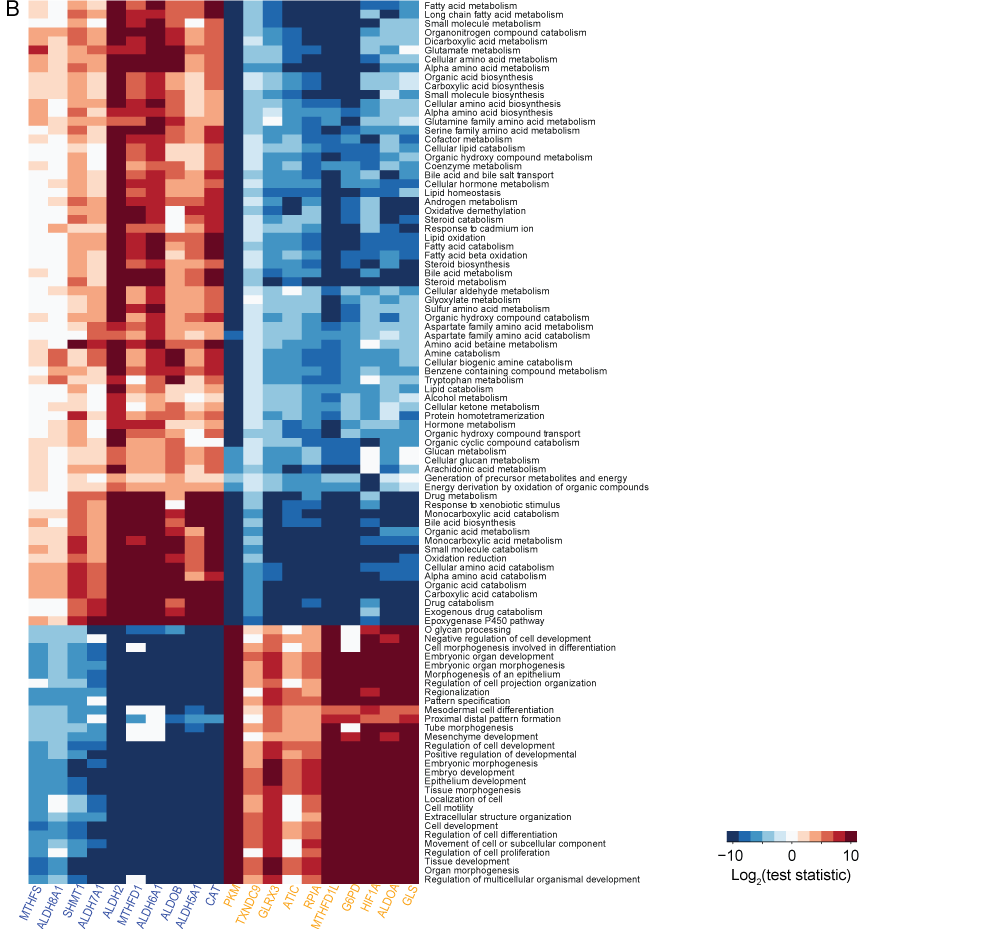 B
Fatty acid metabolism
Long chain fatty acid metabolism
Small molecule metabolism
Organonitrogen compound catabolism
Dicarboxylic acid metabolism
Glutamate metabolism
Cellular amino acid metabolism
Alpha amino acid metabolism
Organic acid biosynthesis
Carboxylic acid biosynthesis
Small molecule biosynthesis
Cellular amino acid biosynthesis
Alpha amino acid biosynthesis
Glutamine family amino acid metabolism
Serine family amino acid metabolism
Cofactor metabolism
Cellular lipid catabolism
Organic hydroxy compound metabolism
Coenzyme metabolism
Bile acid and bile salt transport
Cellular hormone metabolism
Lipid homeostasis
Androgen metabolism
Oxidative demethylation
Steroid catabolism
Response to cadmium ion
Lipid oxidation
Fatty acid catabolism
Fatty acid beta oxidation
Steroid biosynthesis
Bile acid metabolism
Steroid metabolism
Cellular aldehyde metabolism
Glyoxylate metabolism
Sulfur amino acid metabolism
Organic hydroxy compound catabolism
Aspartate family amino acid metabolism
Aspartate family amino acid catabolism
Amino acid betaine metabolism
Amine catabolism
Cellular biogenic amine catabolism
Benzene containing compound metabolism
Tryptophan metabolism
Lipid catabolism
Alcohol metabolism
Cellular ketone metabolism
Protein homotetramerization
Hormone metabolism
Organic hydroxy compound transport
Organic cyclic compound catabolism
Glucan metabolism
Cellular glucan metabolism
Arachidonic acid metabolism
Generation of precursor metabolites and energy
Energy derivation by oxidation of organic compounds
Drug metabolism
Response to xenobiotic stimulus
Monocarboxylic acid catabolism
Bile acid biosynthesis
Organic acid metabolism
Monocarboxylic acid metabolism
Small molecule catabolism
Oxidation reduction
Cellular amino acid catabolism
Alpha amino acid catabolism
Organic acid catabolism
Carboxylic acid catabolism
Drug catabolism
Exogenous drug catabolism
Epoxygenase P450 pathway
O glycan processing
Negative regulation of cell development
Cell morphogenesis involved in differentiation
Embryonic organ development
Embryonic organ morphogenesis
Morphogenesis of an epithelium
Regulation of cell projection organization
Regionalization
Pattern specification
Mesodermal cell differentiation
Proximal distal pattern formation
Tube morphogenesis
Mesenchyme development
Regulation of cell development
Positive regulation of developmental
Embryonic morphogenesis
Embryo development
Epithelium development
Tissue morphogenesis
Localization of cell
Cell motility
Extracellular structure organization
Cell development
Regulation of cell differentiation
Movement of cell or subcellular component
Regulation of cell proliferation
Tissue development
Organ morphogenesis
Regulation of multicellular organismal development
MTHFS
ALDH8A1
SHMT1
ALDH7A1
ALDH2
MTHFD1
ALDH6A1
ALDOB
ALDH5A1
CAT
PKM
TXNDC9
GLRX3
ATIC
RPIA
MTHFD1L
G6PD
HIF1A
ALDOA
GLS
−10 0 10
Log2(test statistic)